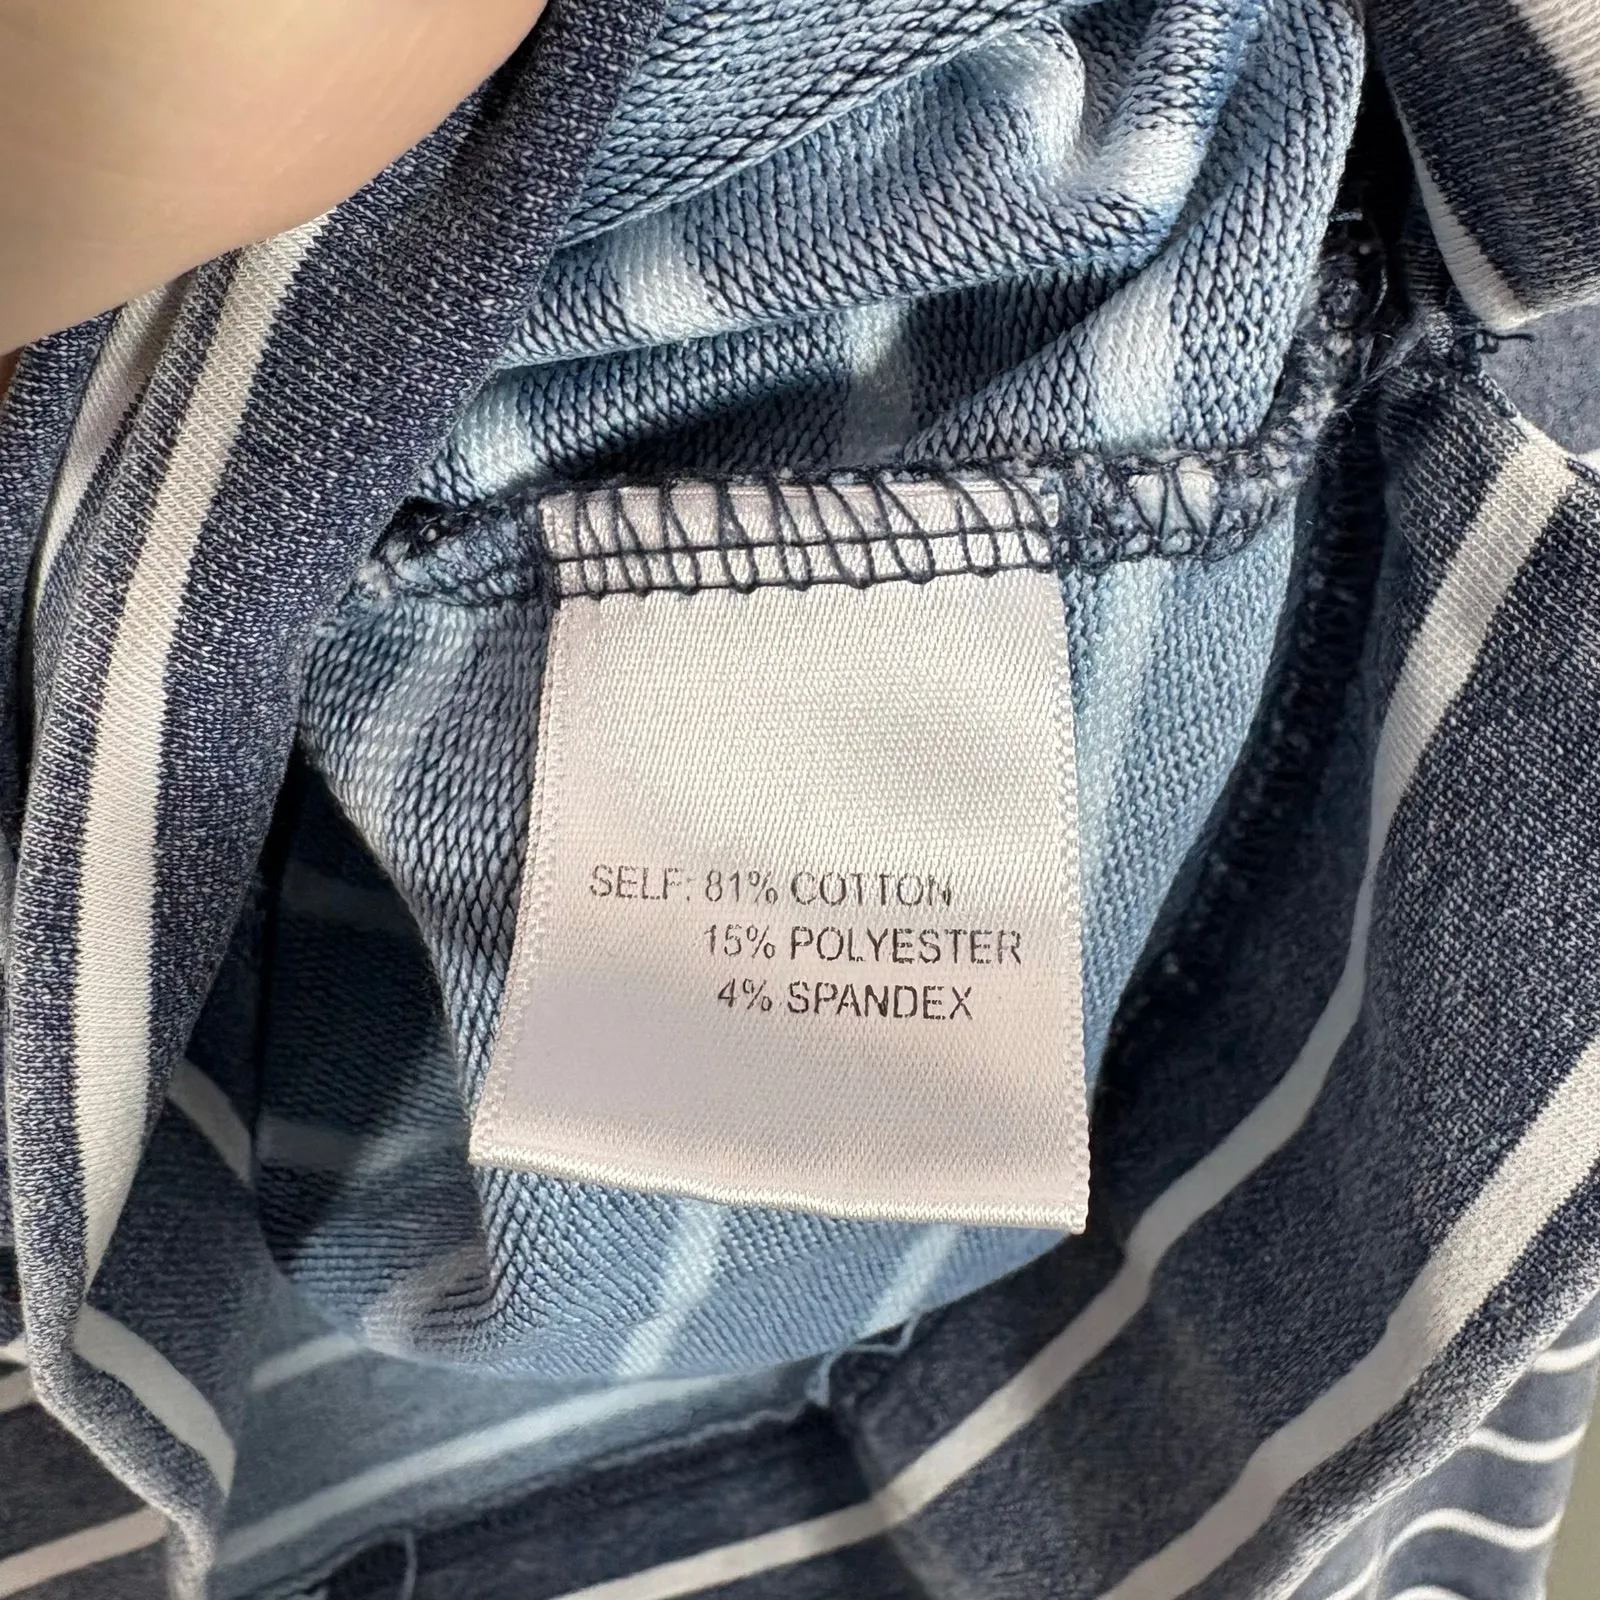 SELF: 81% COTTON
15% POLYESTER
4% SPANDEX